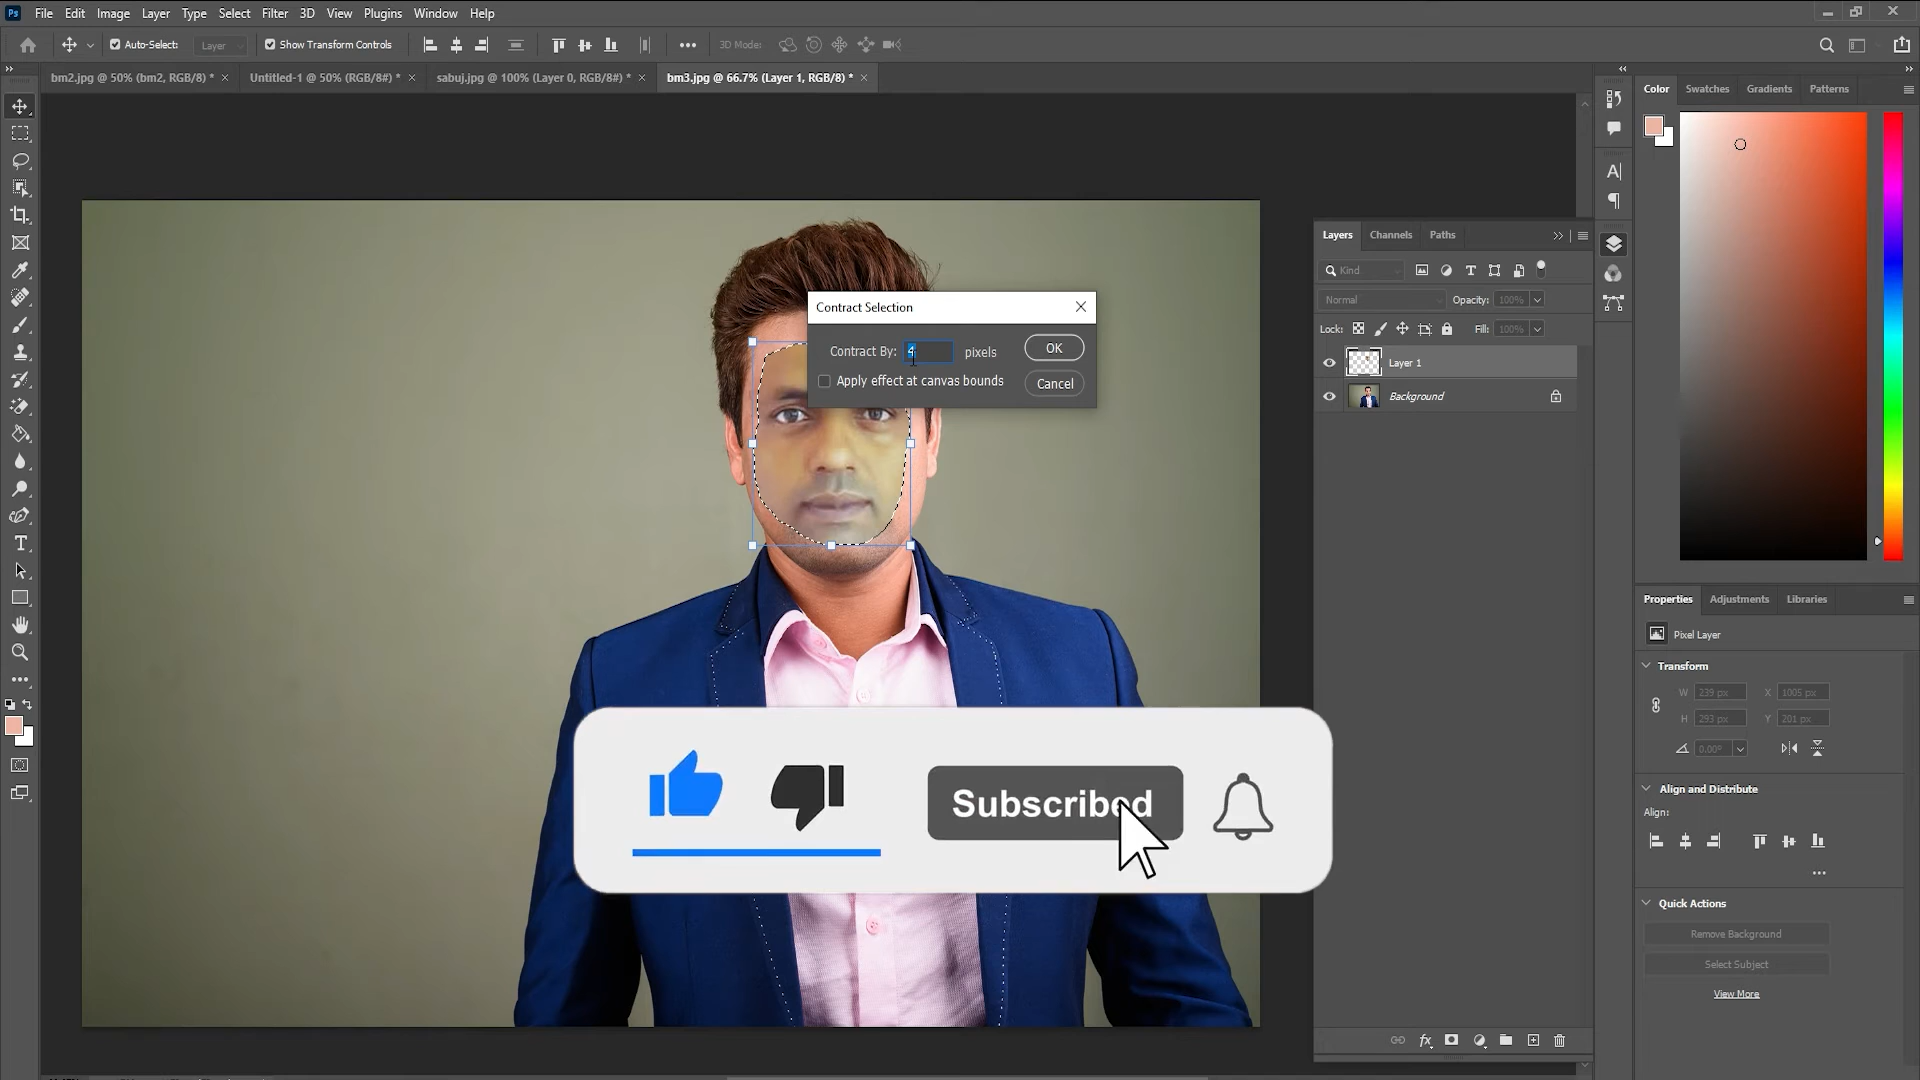 Ps File Edit Image Layer Type Select Filter 3D View Plugins Window Help
Auto-Select: Layer Show Transform Controls 3D Mode:
bm2.jpg @ 50% (bm2, RGB/8) * × Untitled-1 @ 50% (RGB/8#) * × sabuj.jpg @ 100% (Layer 0, RGB/8#) * × bm3.jpg @ 66.7% (Layer 1, RGB/8) * ×
Color Swatches Gradients Patterns
Layers Channels Paths
Kind
Normal Opacity: 100%
Lock: Fill: 100%
Layer 1
Background
Contract Selection
Contract By: 4 pixels
OK
Apply effect at canvas bounds
Cancel
Properties Adjustments Libraries
Pixel Layer
Transform
W 239 px X 1005 px
H 293 px Y 201 px
0.00°
Align and Distribute
Align:
Quick Actions
Remove Background
Select Subject
View More
Subscribed
fx